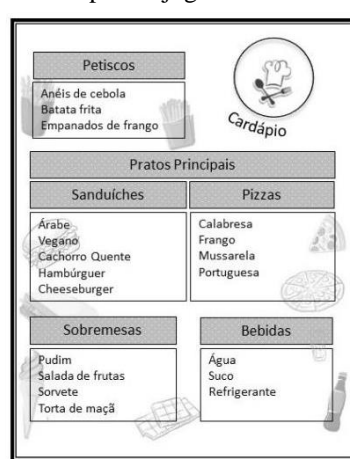 Petiscos
Anéis de cebola
Batata frita
Empanados de frango
Cardápio
Pratos Principais
Sanduíches
Árabe
Vegano
Cachorro Quente
Hambúrguer
Cheeseburger
Pizzas
Calabresa
Frango
Mussarela
Portuguesa
Sobremesas
Pudim
Salada de frutas
Sorvete
Torta de maçã
Bebidas
Água
Suco
Refrigerante